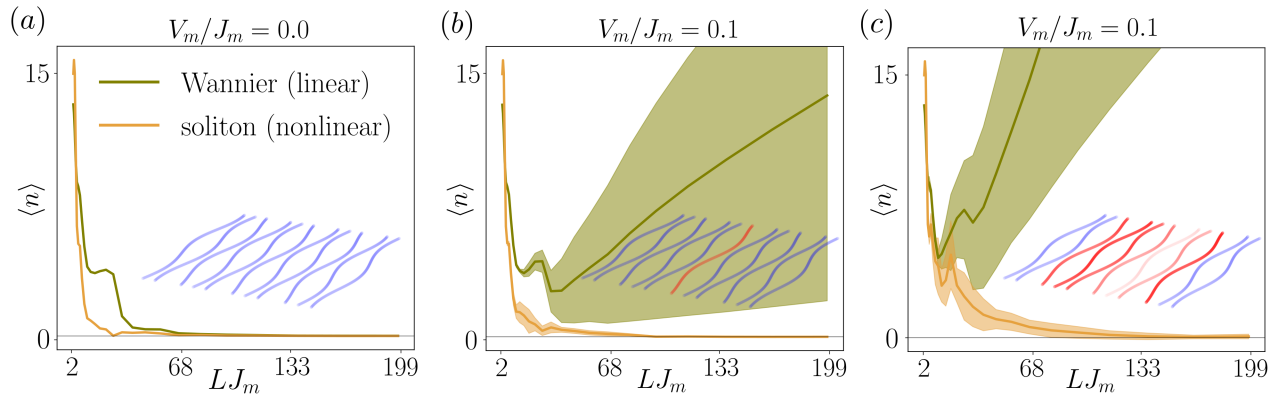 (a)
V_m/J_m = 0.0
15
0
⟨n⟩
Wannier (linear)
soliton (nonlinear)
2
68
133
199
LJ_m
(b)
V_m/J_m = 0.1
15
0
⟨n⟩
2
68
133
199
LJ_m
(c)
V_m/J_m = 0.1
15
0
⟨n⟩
2
68
133
199
LJ_m